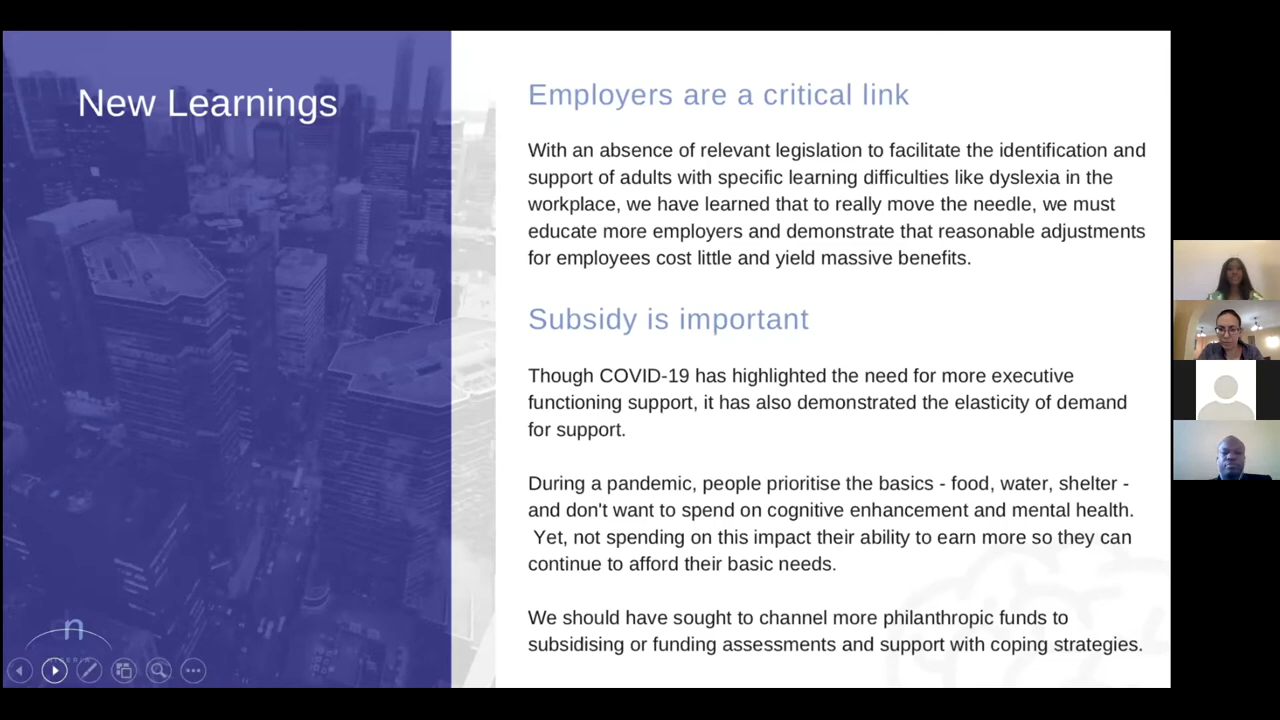 New Learnings
Employers are a critical link
With an absence of relevant legislation to facilitate the identification and
support of adults with specific learning difficulties like dyslexia in the
workplace, we have learned that to really move the needle, we must
educate more employers and demonstrate that reasonable adjustments
for employees cost little and yield massive benefits.
Subsidy is important
Though COVID-19 has highlighted the need for more executive
functioning support, it has also demonstrated the elasticity of demand
for support.
During a pandemic, people prioritise the basics - food, water, shelter -
and don't want to spend on cognitive enhancement and mental health.
Yet, not spending on this impact their ability to earn more so they can
continue to afford their basic needs.
We should have sought to channel more philanthropic funds to
subsidising or funding assessments and support with coping strategies.
n